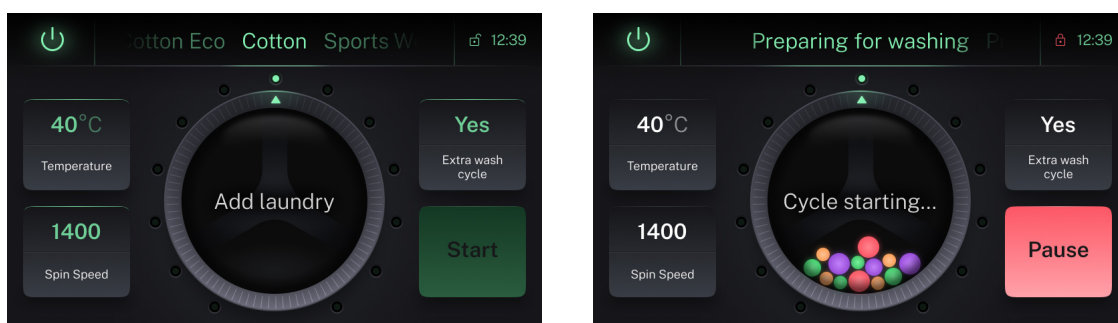 otton Eco Cotton Sports W
12:39
40°C
Temperature
Yes
Extra wash
cycle
Add laundry
1400
Spin Speed
Start
Preparing for washing P
12:39
40°C
Temperature
Yes
Extra wash
cycle
Cycle starting...
1400
Spin Speed
Pause